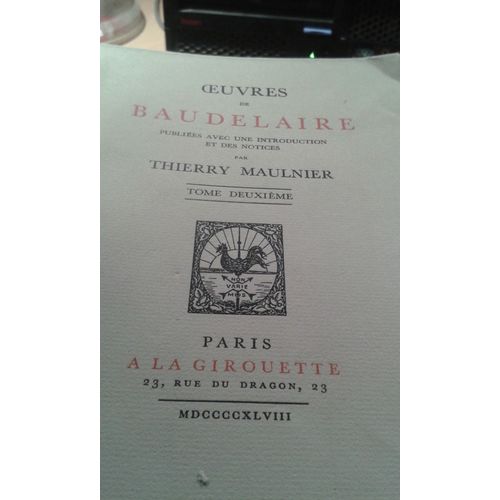 ŒUVRES
DE
BAUDELAIRE
PUBLIÉES AVEC UNE INTRODUCTION
ET DES NOTICES
PAR
THIERRY MAULNIER
TOME DEUXIÈME
NON
VARIE
PARIS
A LA GIROUETTE
23, RUE DU DRAGON, 23
MDCCCCXLVIII